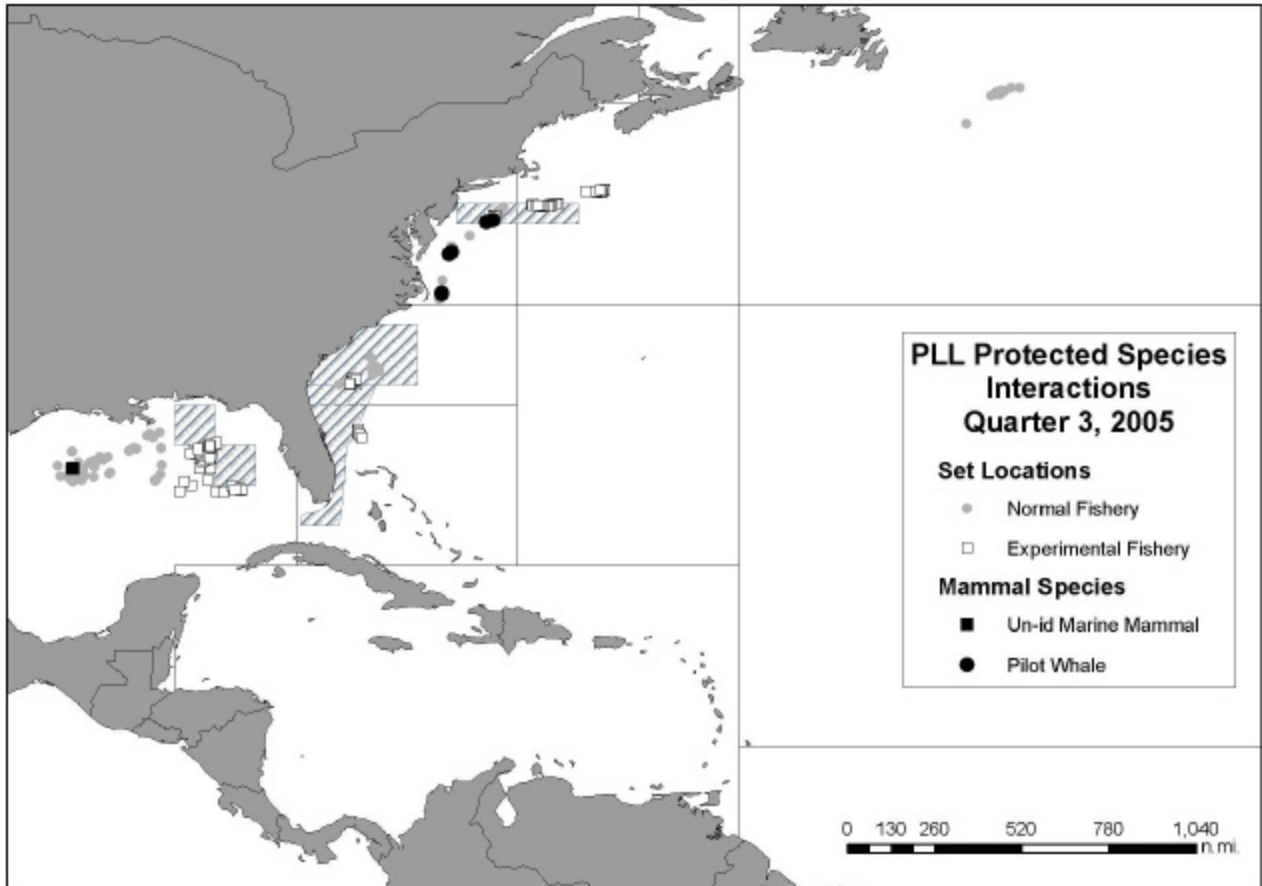 PLL Protected Species
Interactions
Quarter 3, 2005
Set Locations
Normal Fishery
Experimental Fishery
Mammal Species
Un-id Marine Mammal
Pilot Whale
0 130 260 520 780 1,040
n.mi.